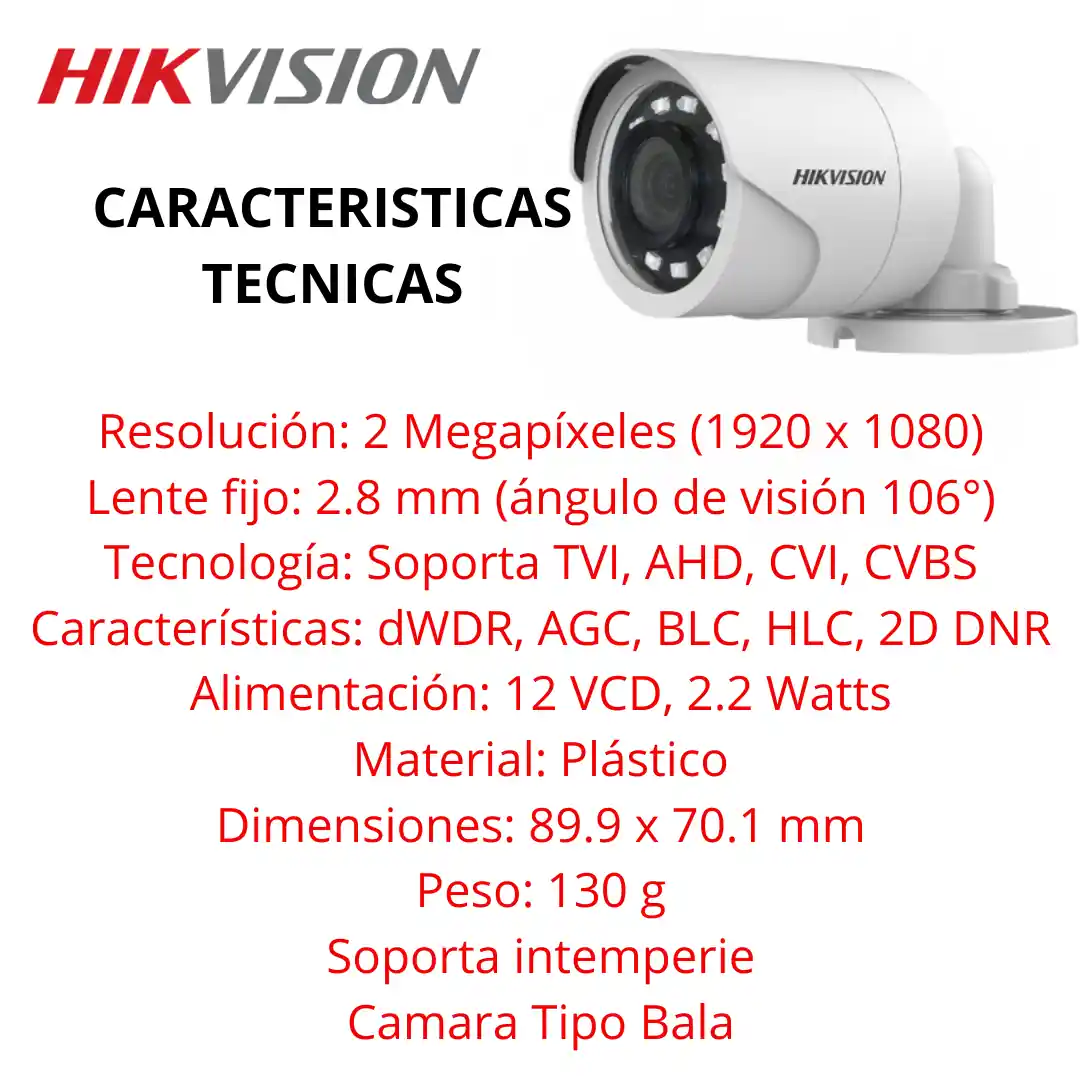 HIKVISION
HIKVISION
CARACTERISTICAS
TECNICAS
Resolución: 2 Megapíxeles (1920 x 1080)
Lente fijo: 2.8 mm (ángulo de visión 106°)
Tecnología: Soporta TVI, AHD, CVI, CVBS
Características: dWDR, AGC, BLC, HLC, 2D DNR
Alimentación: 12 VCD, 2.2 Watts
Material: Plástico
Dimensiones: 89.9 x 70.1 mm
Peso: 130 g
Soporta intemperie
Camara Tipo Bala